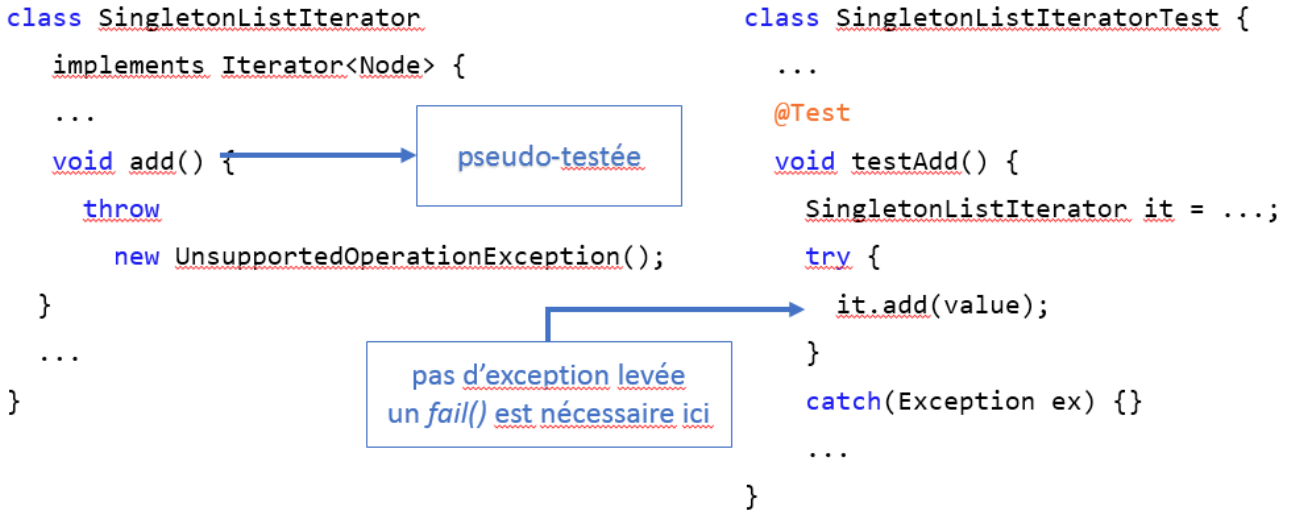 class SingletonListIterator
implements Iterator<Node> {
...
void add() {
throw
new UnsupportedOperationException();
}
...
}
pseudo-testée
pas d'exception levée
un fail() est nécessaire ici
class SingletonListIteratorTest {
...
@Test
void testAdd() {
SingletonListIterator it = ...;
try {
it.add(value);
}
catch(Exception ex) {}
...
}